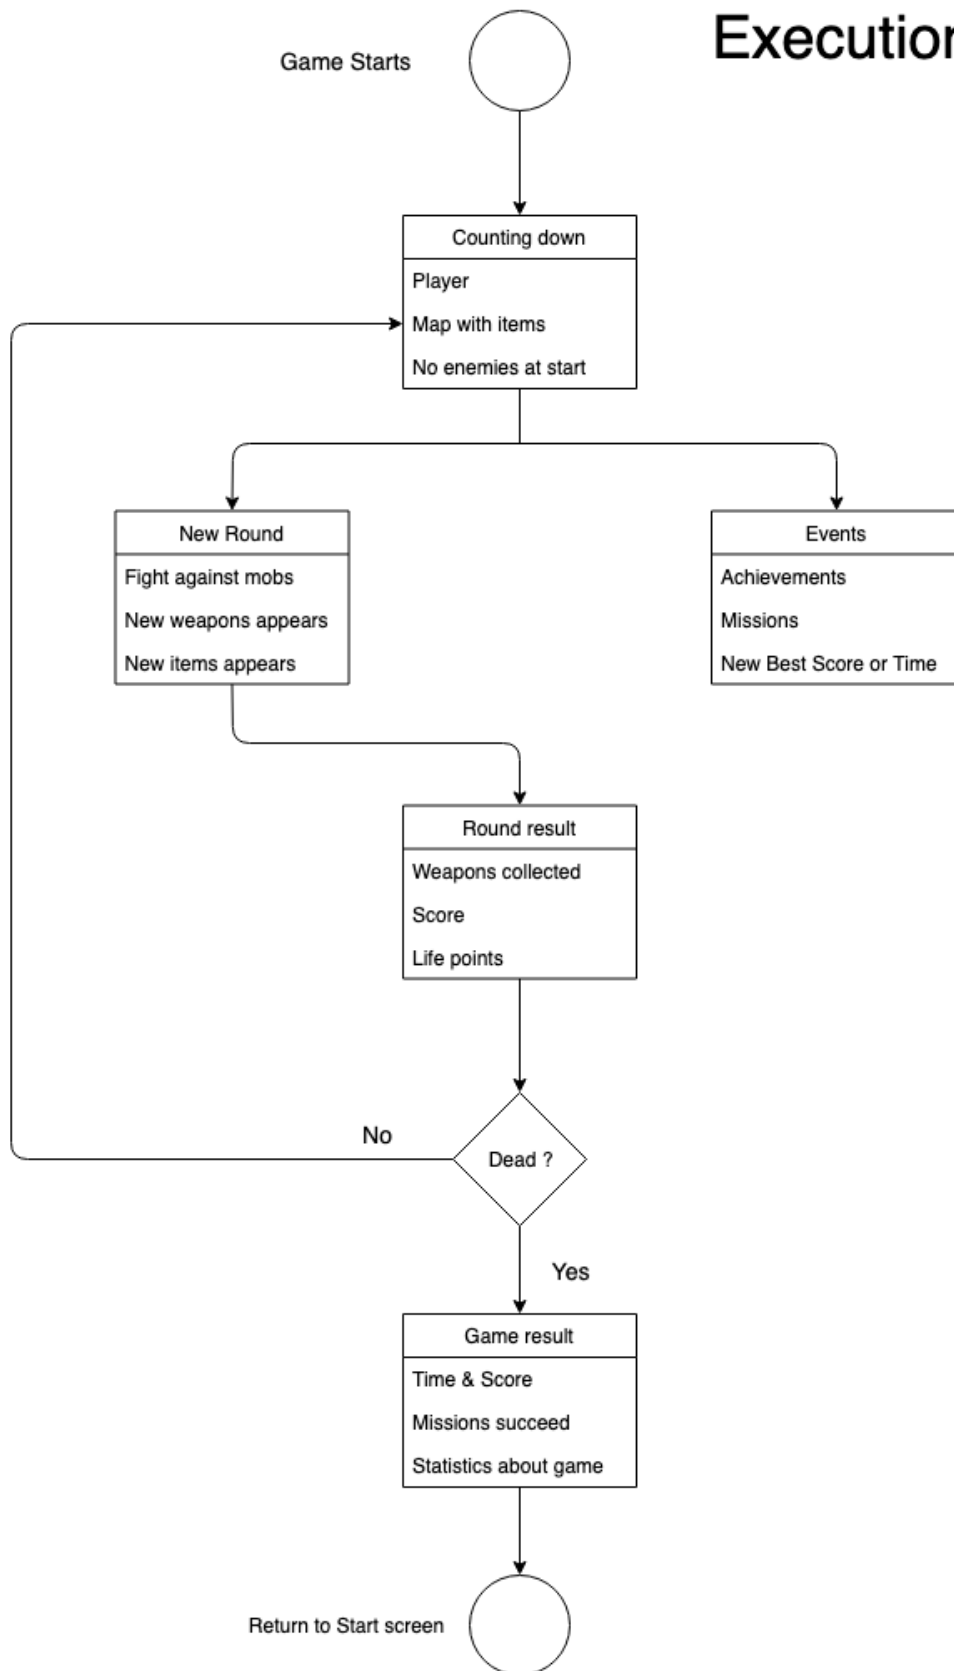 Execution
Game Starts
Counting down
Player
Map with items
No enemies at start
New Round
Fight against mobs
New weapons appears
New items appears
Events
Achievements
Missions
New Best Score or Time
Round result
Weapons collected
Score
Life points
Dead ?
No
Yes
Game result
Time & Score
Missions succeed
Statistics about game
Return to Start screen